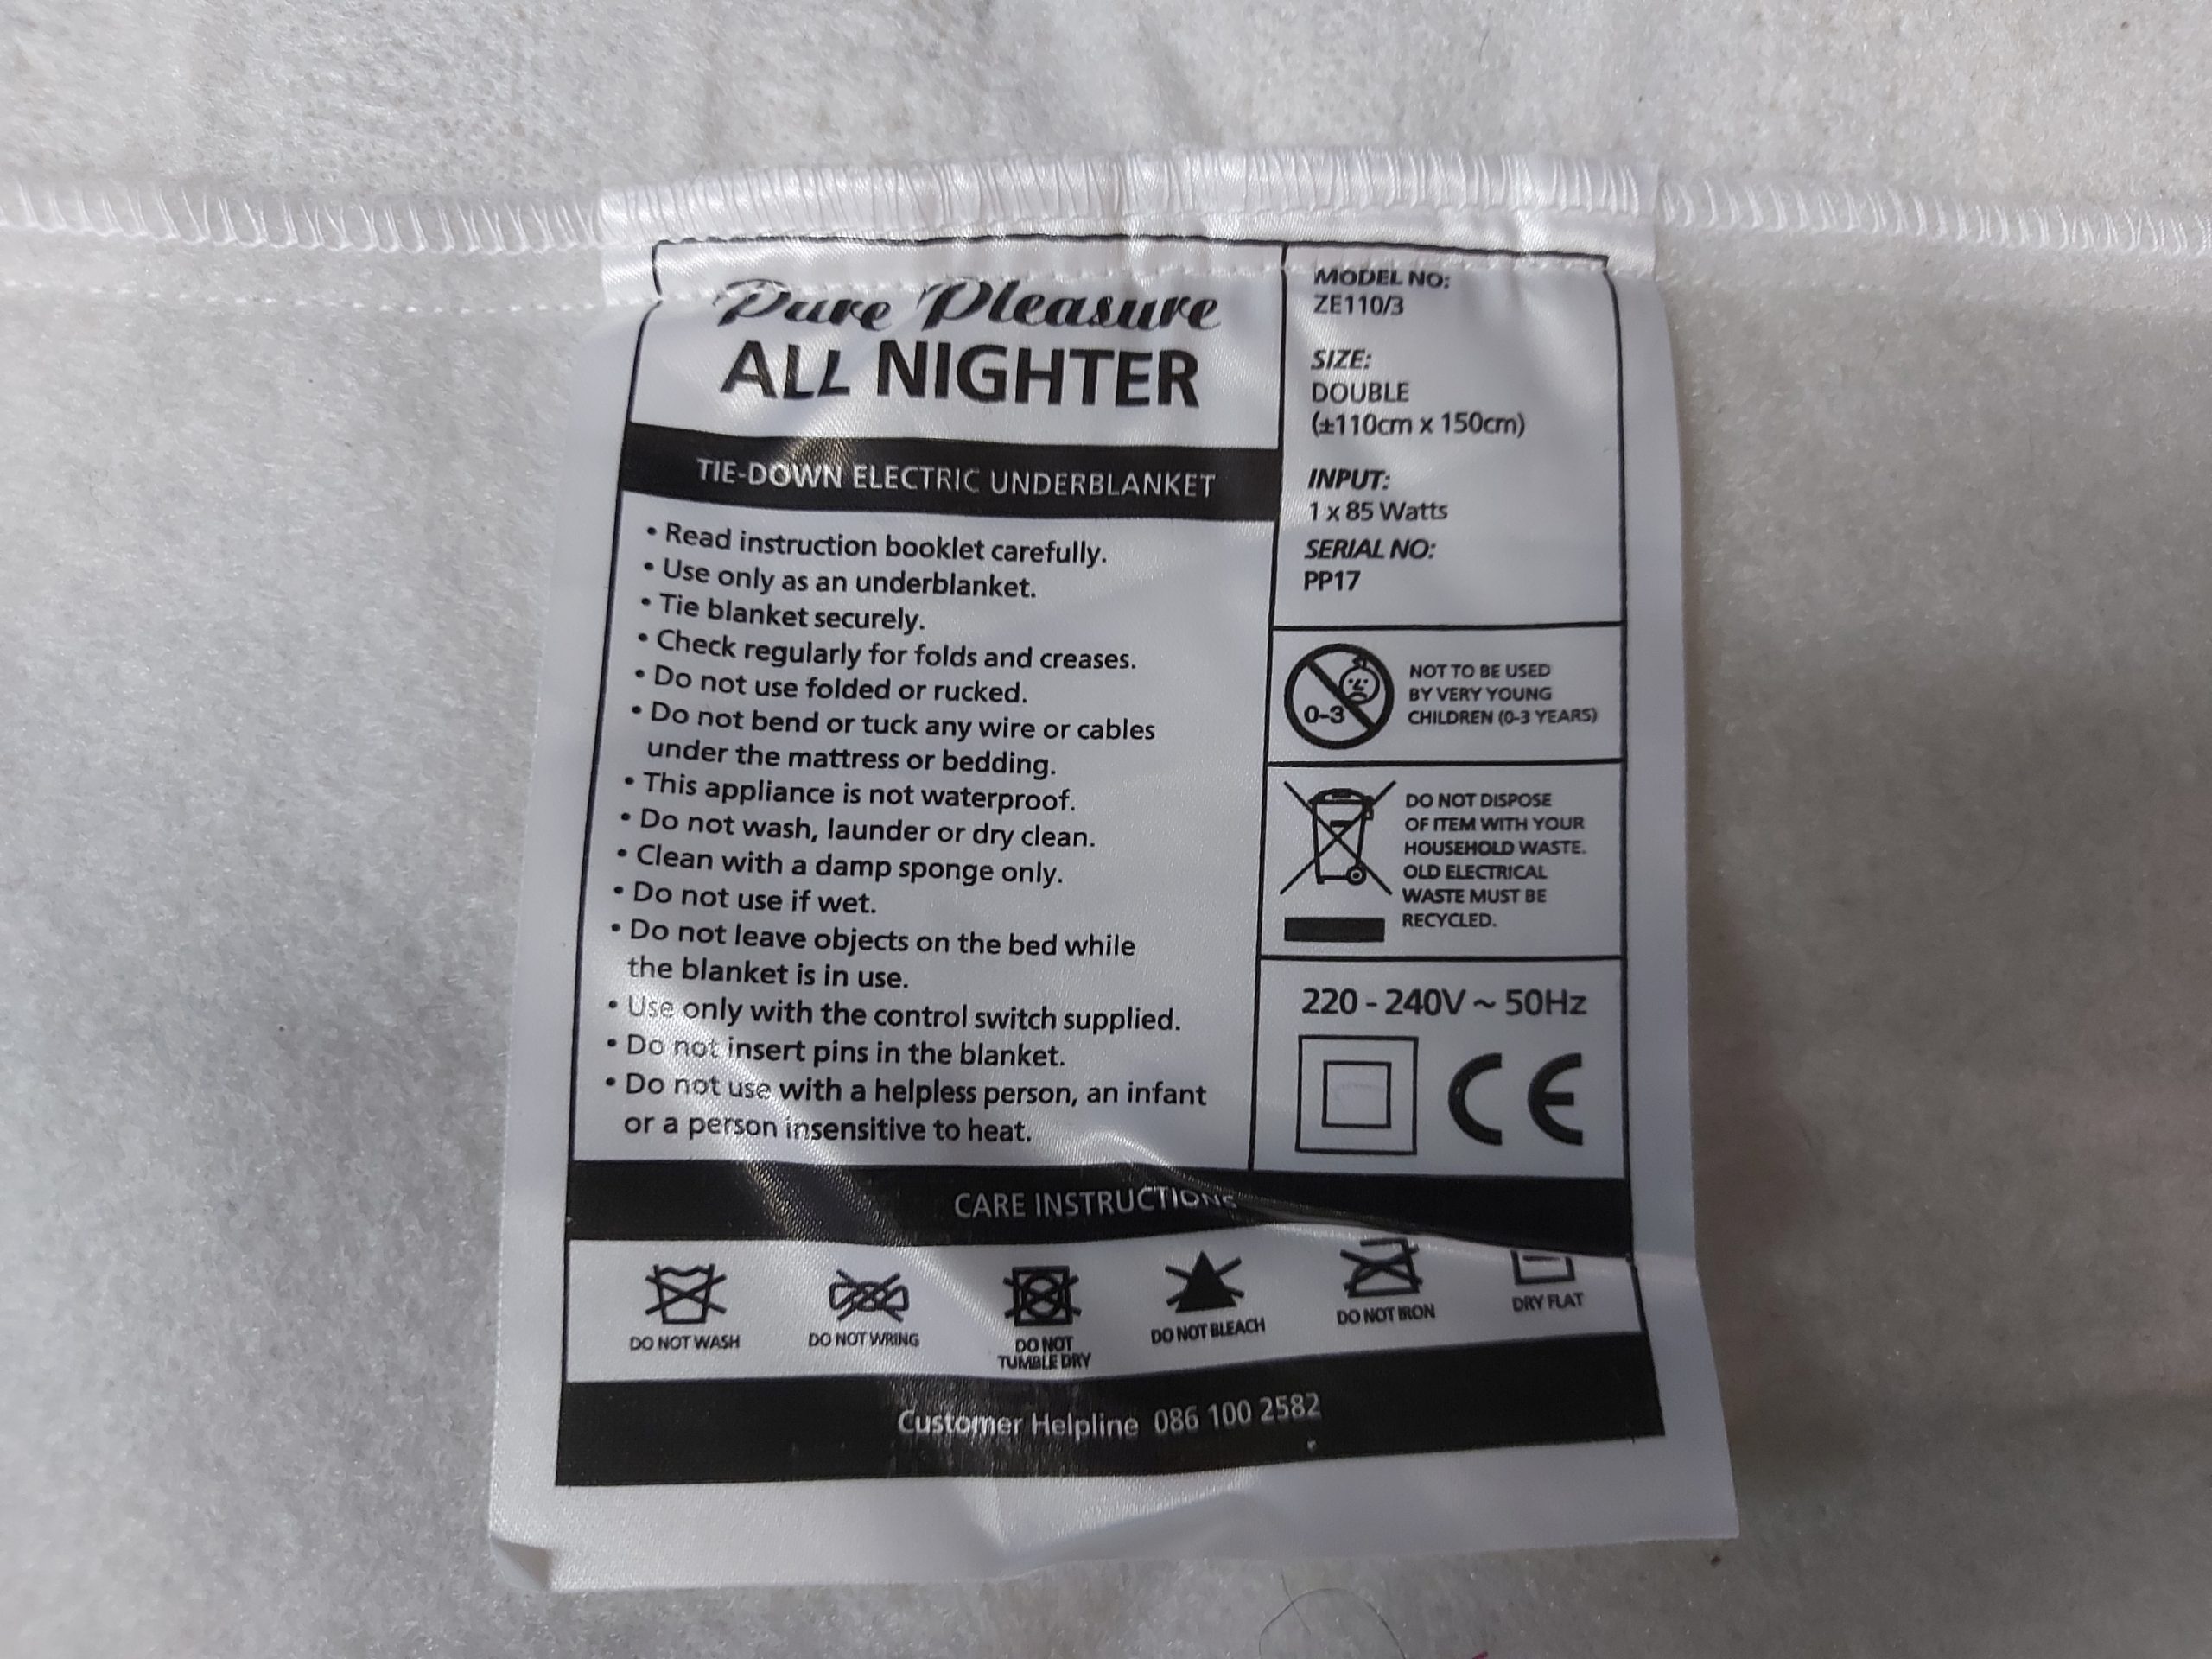 Pure Pleasure
ALL NIGHTER
TIE-DOWN ELECTRIC UNDERBLANKET
• Read instruction booklet carefully.
• Use only as an underblanket.
• Tie blanket securely.
• Check regularly for folds and creases.
• Do not use folded or rucked.
• Do not bend or tuck any wire or cables
under the mattress or bedding.
• This appliance is not waterproof.
• Do not wash, launder or dry clean.
• Clean with a damp sponge only.
• Do not use if wet.
• Do not leave objects on the bed while
the blanket is in use.
• Use only with the control switch supplied.
• Do not insert pins in the blanket.
• Do not use with a helpless person, an infant
or a person insensitive to heat.
MODEL NO:
ZE110/3
SIZE:
DOUBLE
(±110cm x 150cm)
INPUT:
1 x 85 Watts
SERIAL NO:
PP17
0-3
NOT TO BE USED
BY VERY YOUNG
CHILDREN (0-3 YEARS)
DO NOT DISPOSE
OF ITEM WITH YOUR
HOUSEHOLD WASTE.
OLD ELECTRICAL
WASTE MUST BE
RECYCLED.
220 - 240V ~ 50Hz
CE
CARE INSTRUCTIONS
DO NOT WASH
DO NOT WRING
DO NOT
TUMBLE DRY
DO NOT BLEACH
DO NOT IRON
DRY FLAT
Customer Helpline 086 100 2582